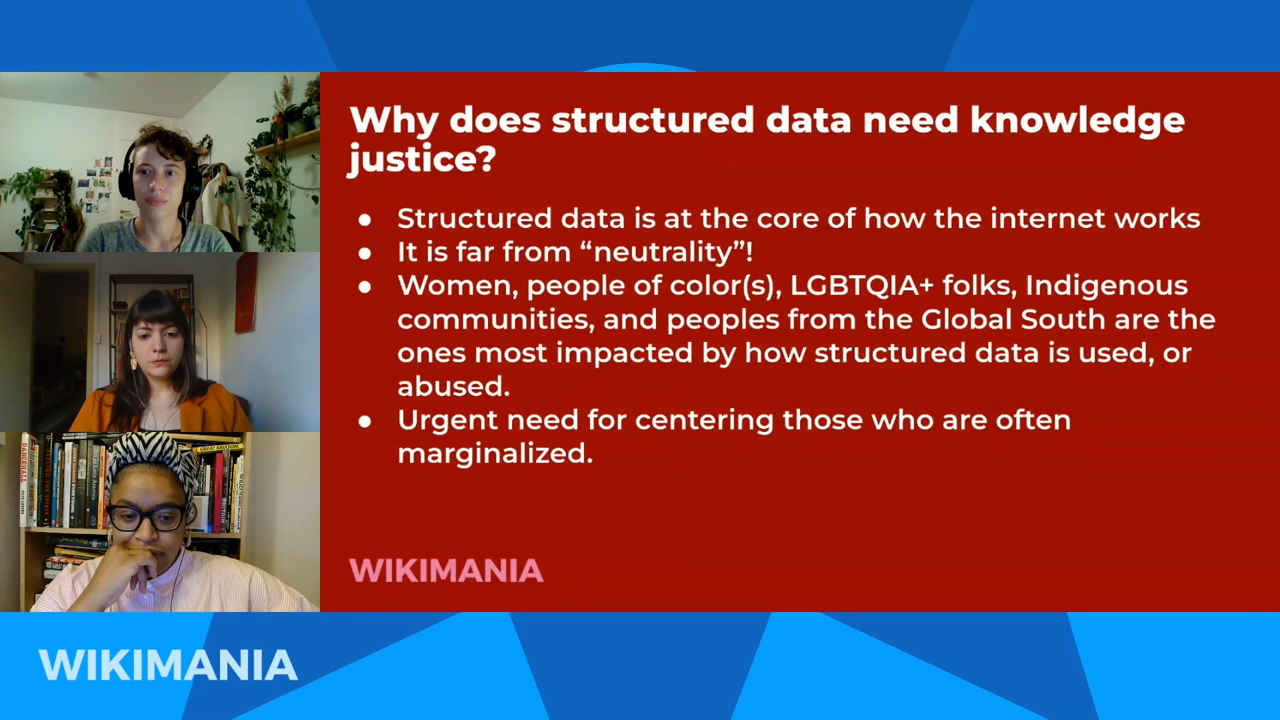 Why does structured data need knowledge
justice?
● Structured data is at the core of how the internet works
● It is far from “neutrality”!
● Women, people of color(s), LGBTQIA+ folks, Indigenous
communities, and peoples from the Global South are the
ones most impacted by how structured data is used, or
abused.
● Urgent need for centering those who are often
marginalized.
WIKIMANIA
WIKIMANIA